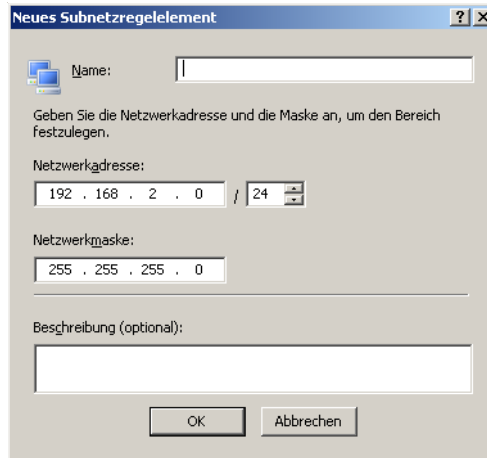 Neues Subnetzregelelement
Name:
Geben Sie die Netzwerkadresse und die Maske an, um den Bereich
festzulegen.
Netzwerkadresse:
192 . 168 . 2 . 0 / 24
Netzwerkmaske:
255 . 255 . 255 . 0
Beschreibung (optional):
OK Abbrechen